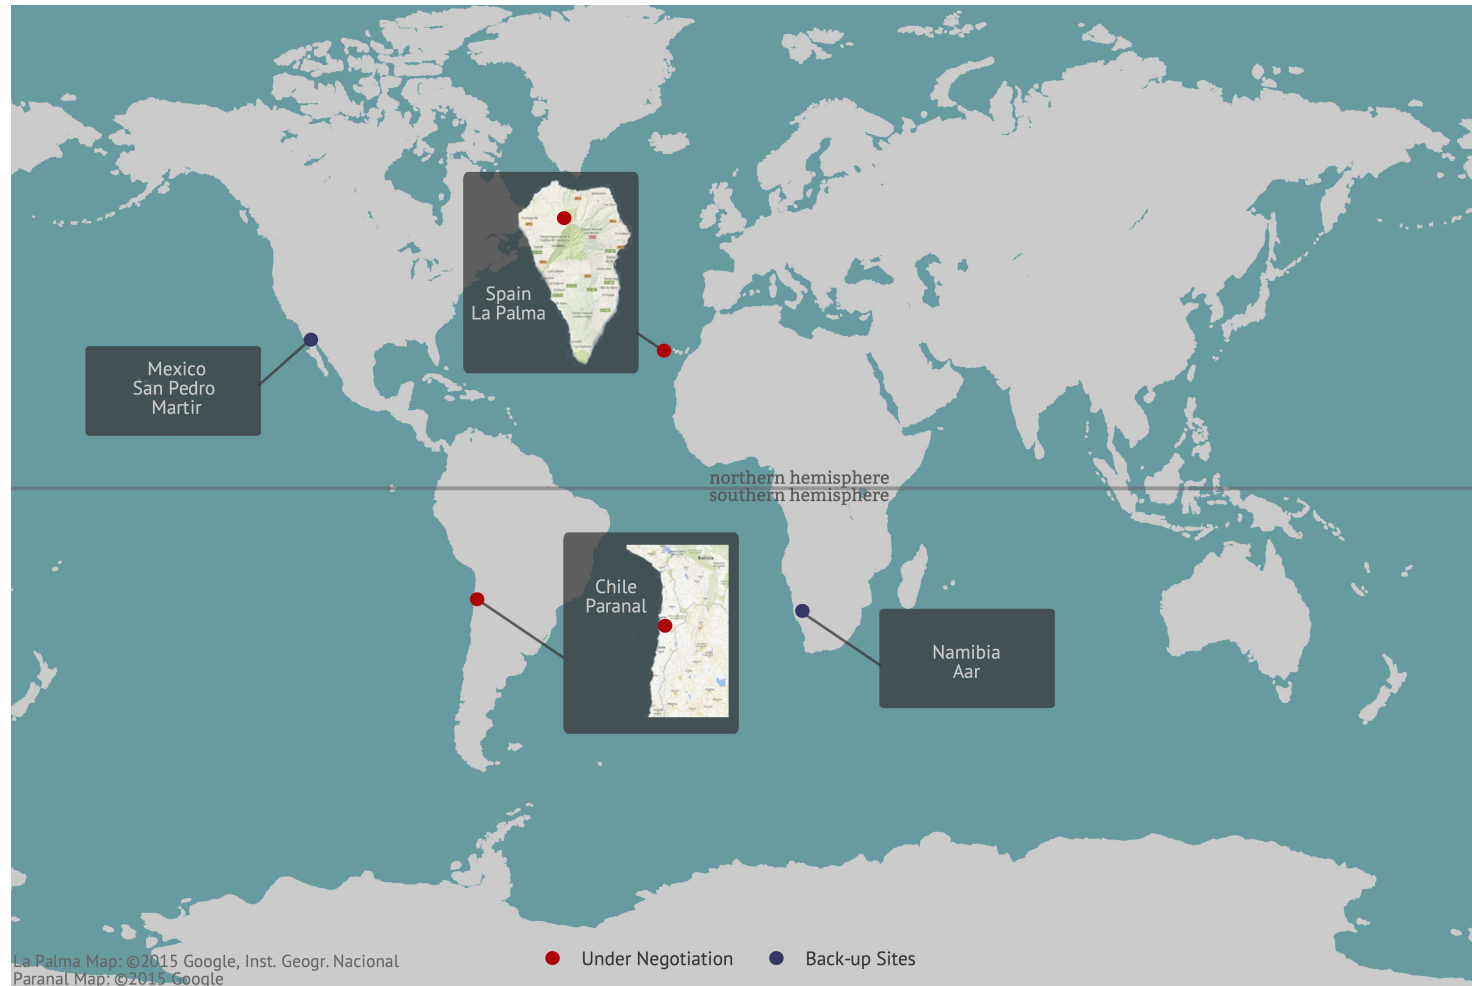 Spain
La Palma
Mexico
San Pedro
Martir
northern hemisphere
southern hemisphere
Chile
Paranal
Bolivia
Namibia
Aar
Under Negotiation
Back-up Sites
La Palma Map: ©2015 Google, Inst. Geogr. Nacional
Paranal Map: ©2015 Google